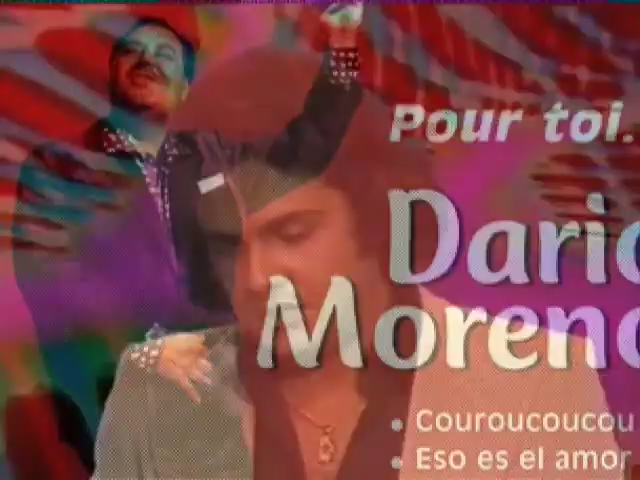 Pour toi.
Dario
Moreno
• Couroucoucou
• Eso es el amor